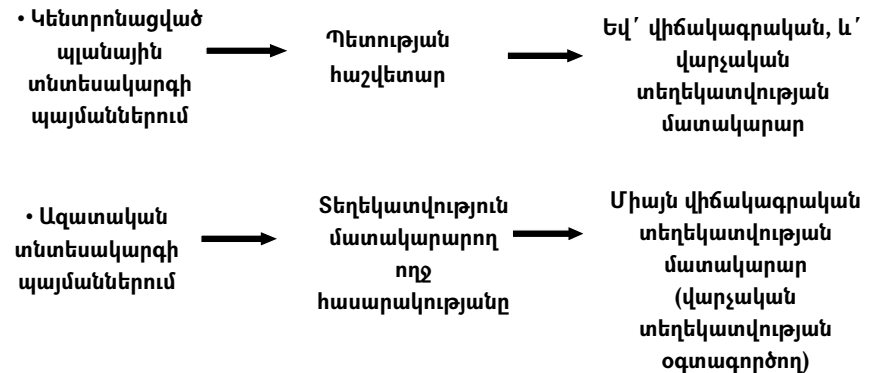 • Կենտրոնացված
պլանային
տնտեսակարգի
պայմաններում
Պետության
հաշվետար
Եվ՛ վիճակագրական, և՛
վարչական
տեղեկատվության
մատակարար
• Ազատական
տնտեսակարգի
պայմաններում
Տեղեկատվություն
մատակարարող
ողջ
հասարակությանը
Միայն վիճակագրական
տեղեկատվության
մատակարար
(վարչական
տեղեկատվության
օգտագործող)